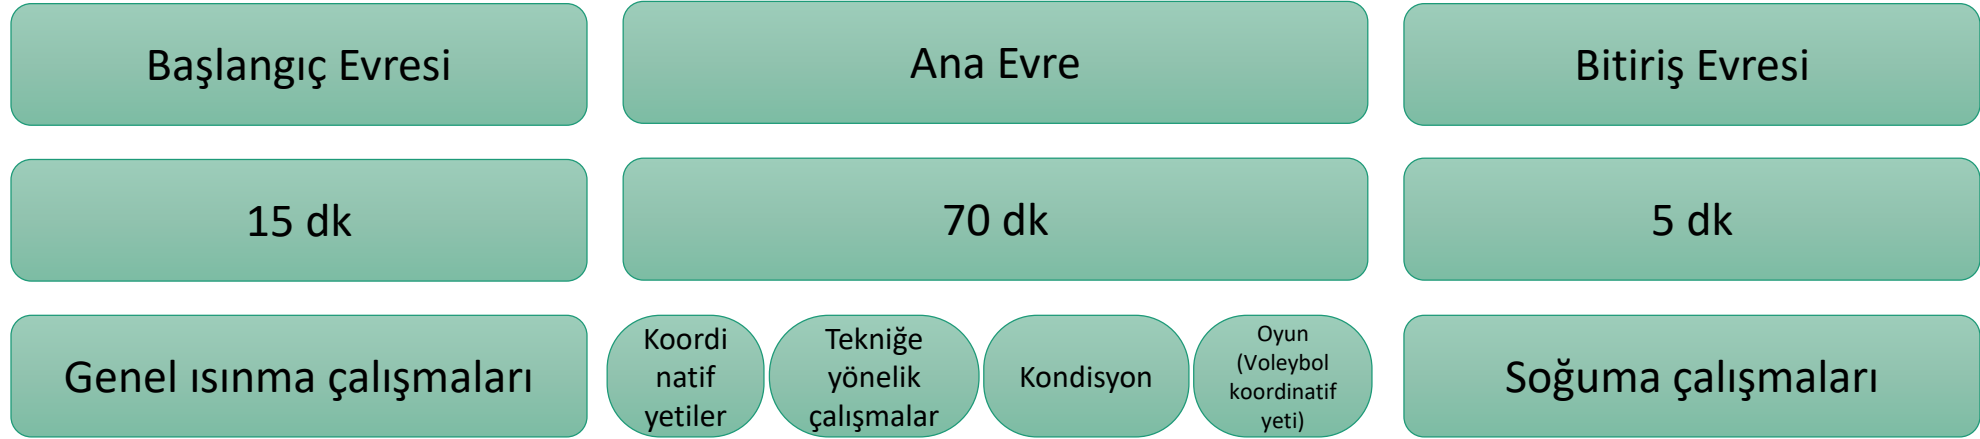 Başlangıç Evresi
Ana Evre
Bitiriş Evresi
15 dk
70 dk
5 dk
Genel ısınma çalışmaları
Koordi
natif
yetiler
Tekniğe
yönelik
çalışmalar
Kondisyon
Oyun
(Voleybol
koordinatif
yeti)
Soğuma çalışmaları